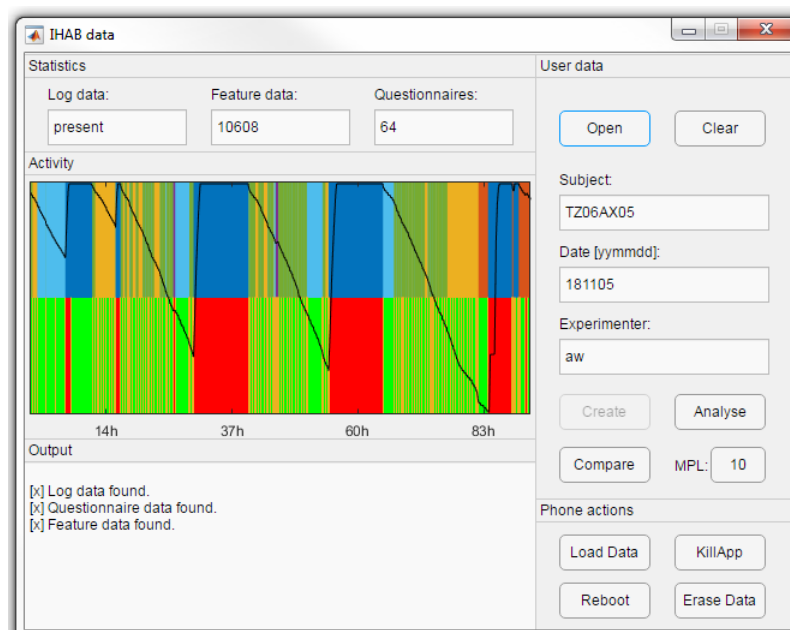 IHAB data
Statistics
Log data: Feature data: Questionnaires:
present 10608 64
Activity
14h 37h 60h 83h
Output
[x] Log data found.
[x] Questionnaire data found.
[x] Feature data found.
User data
Open Clear
Subject:
TZ06AX05
Date [yymmdd]:
181105
Experimenter:
aw
Create Analyse
Compare MPL: 10
Phone actions
Load Data KillApp
Reboot Erase Data